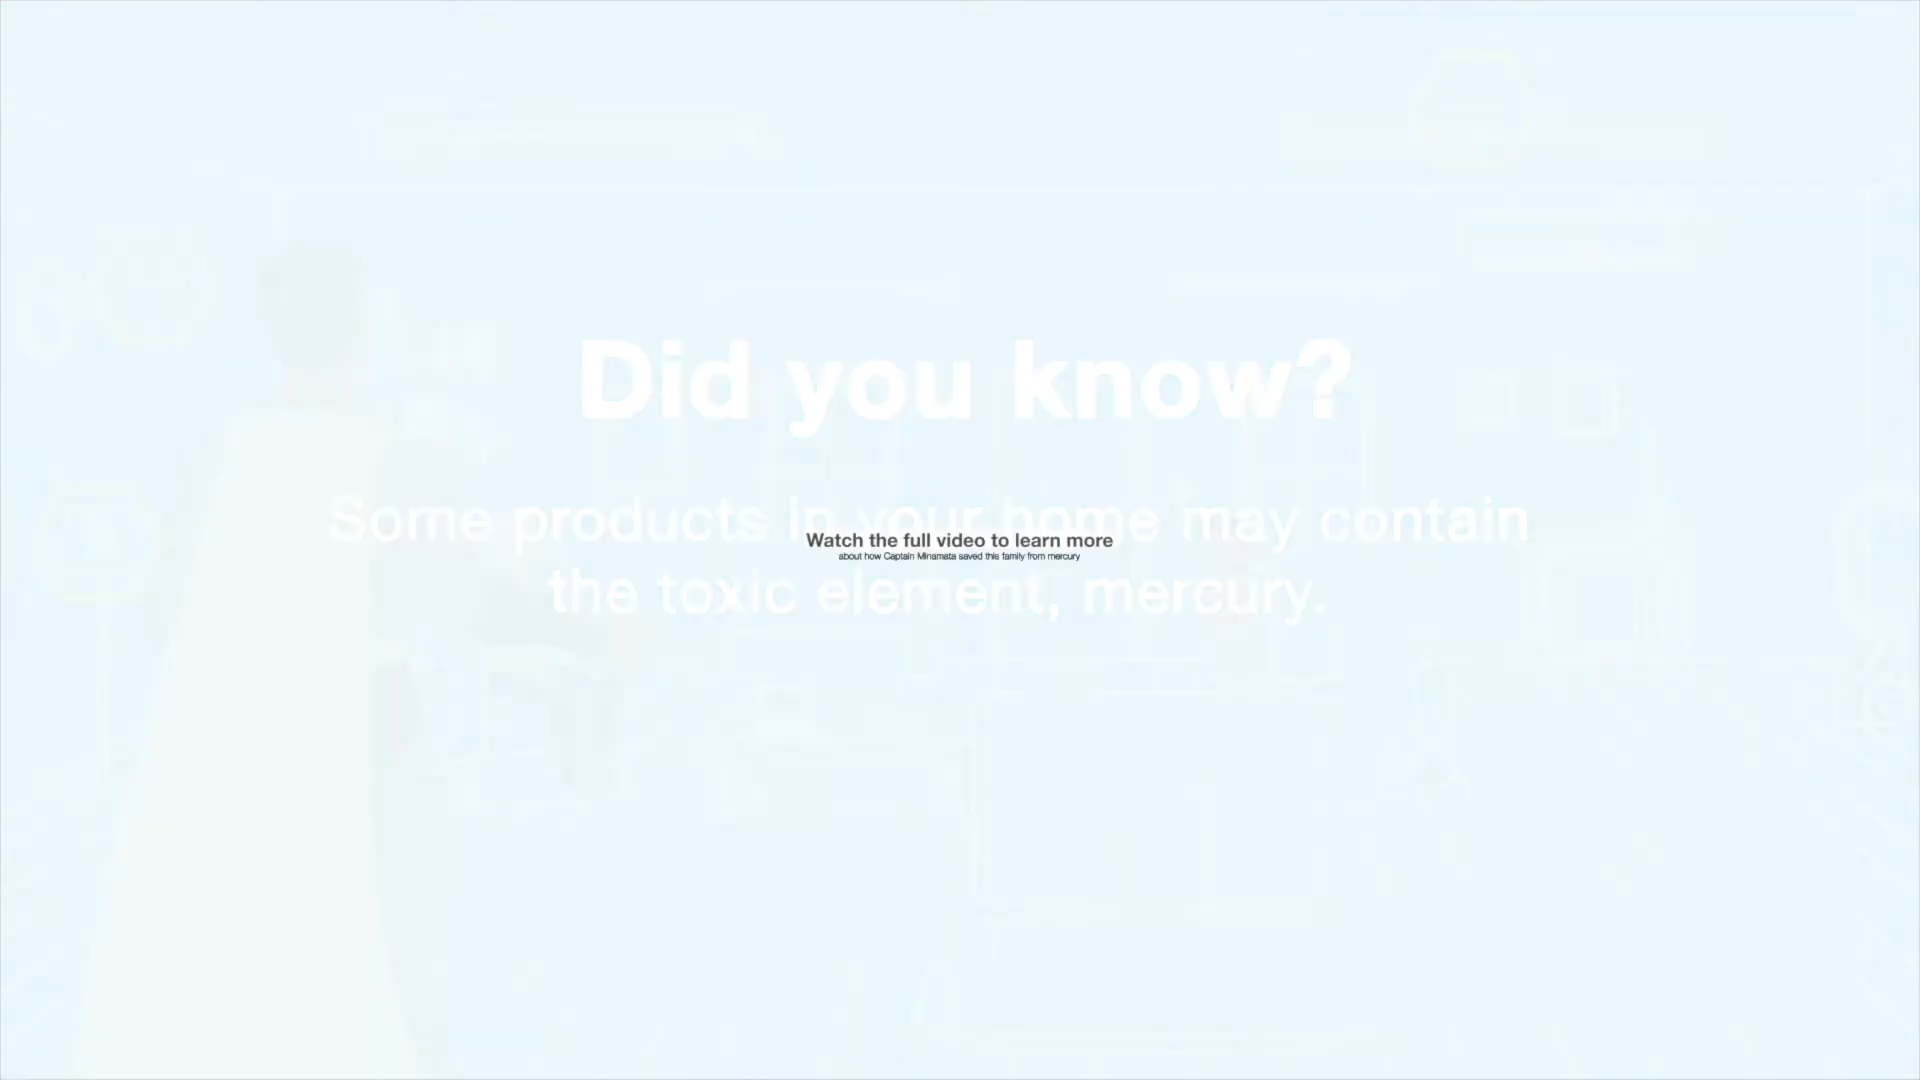 Did you know?
Some products in your home may contain
Watch the full video to learn more
about how Captain Minamata saved this family from mercury
the toxic element, mercury.